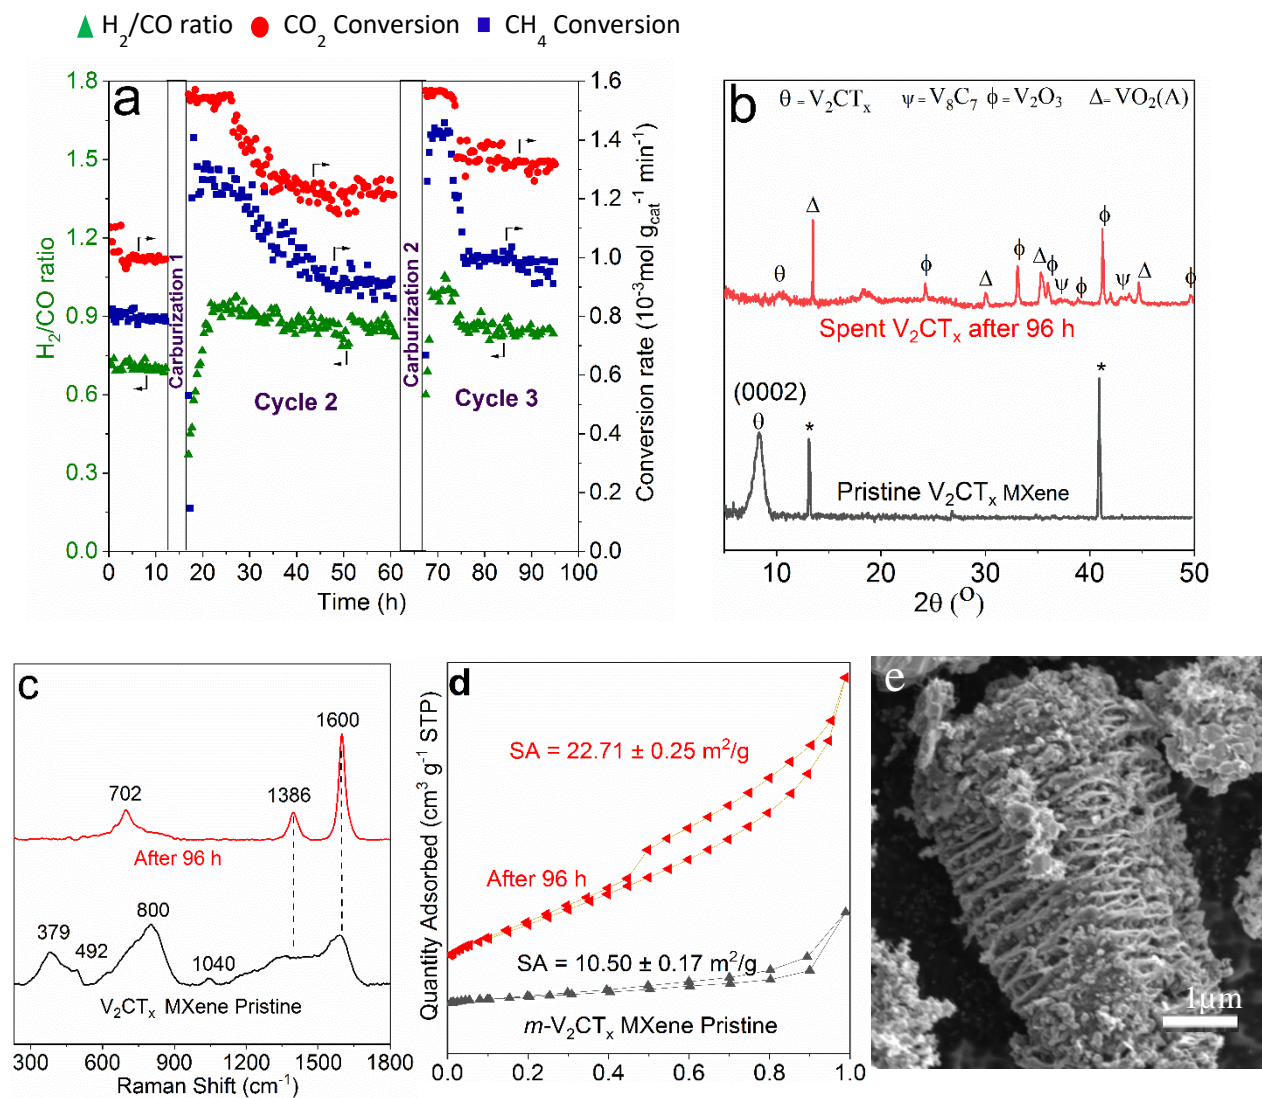 ▲ H₂/CO ratio ● CO₂ Conversion ■ CH₄ Conversion
a
H₂/CO ratio
1.8
1.5
1.2
0.9
0.6
0.3
0.0
Carburization 1
Cycle 2
Carburization 2
Cycle 3
1.6
1.4
1.2
1.0
0.8
0.6
0.4
0.2
0.0
Conversion rate (10⁻³mol g_cat⁻¹ min⁻¹)
0 10 20 30 40 50 60 70 80 90 100
Time (h)
b
θ = V₂CTₓ ψ = V₈C₇ ϕ = V₂O₃ Δ= VO₂(A)
θ Δ ϕ Δ ϕ Δ ϕ ψ ϕ ϕ ψ Δ ϕ
Spent V₂CTₓ after 96 h
(0002)
θ * *
Pristine V₂CTₓ MXene
10 20 30 40 50
2θ (°)
c
702 1386 1600
After 96 h
379 492 800 1040
V₂CTₓ MXene Pristine
300 600 900 1200 1500 1800
Raman Shift (cm⁻¹)
d
Quantity Adsorbed (cm³ g⁻¹ STP)
SA = 22.71 ± 0.25 m²/g
After 96 h
SA = 10.50 ± 0.17 m²/g
m-V₂CTₓ MXene Pristine
0.0 0.2 0.4 0.6 0.8 1.0
e
1μm